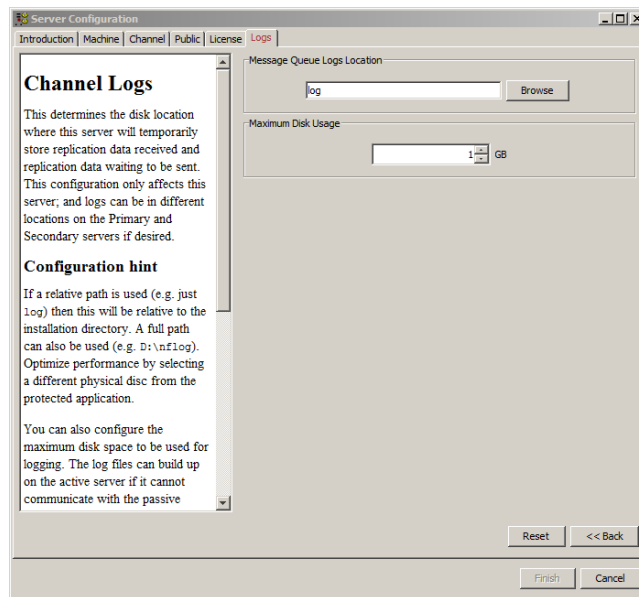 Server Configuration
Introduction Machine Channel Public License Logs
Channel Logs
This determines the disk location
where this server will temporarily
store replication data received and
replication data waiting to be sent.
This configuration only affects this
server; and logs can be in different
locations on the Primary and
Secondary servers if desired.
Configuration hint
If a relative path is used (e.g. just
log) then this will be relative to the
installation directory. A full path
can also be used (e.g. D:\nflog).
Optimize performance by selecting
a different physical disc from the
protected application.
You can also configure the
maximum disk space to be used for
logging. The log files can build up
on the active server if it cannot
communicate with the passive
Message Queue Logs Location
log Browse
Maximum Disk Usage
1 GB
Reset << Back
Finish Cancel